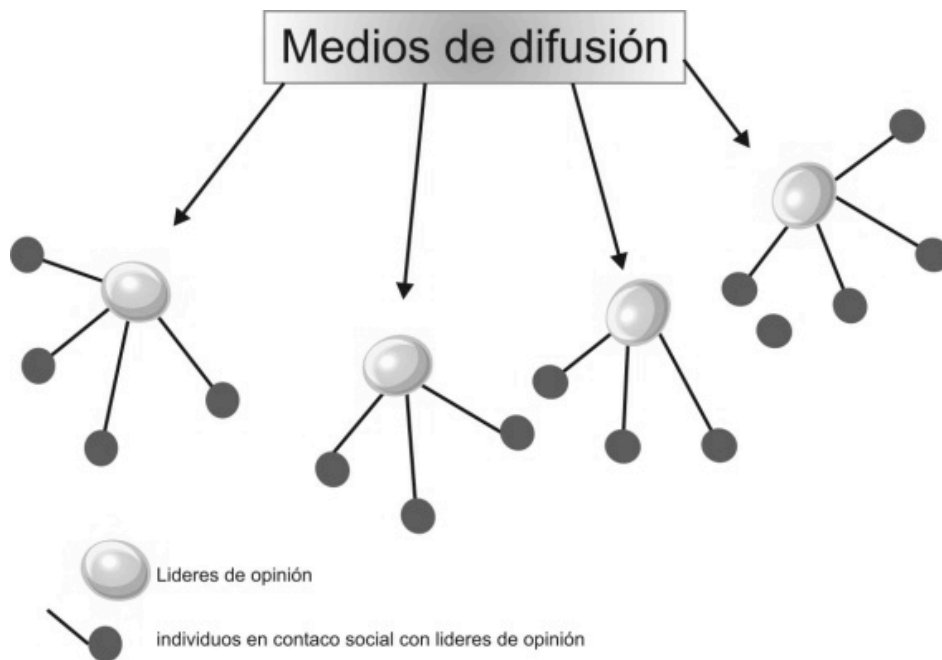 Medios de difusión
Lideres de opinión
individuos en contaco social con lideres de opinión